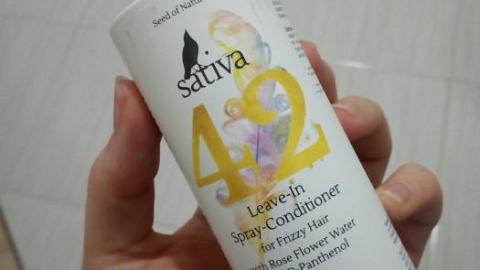 Seed of Natu
sativa
42
Leave-In
Spray-Conditioner
for Frizzy Hair
with Rose Flower Water
D-Panthenol